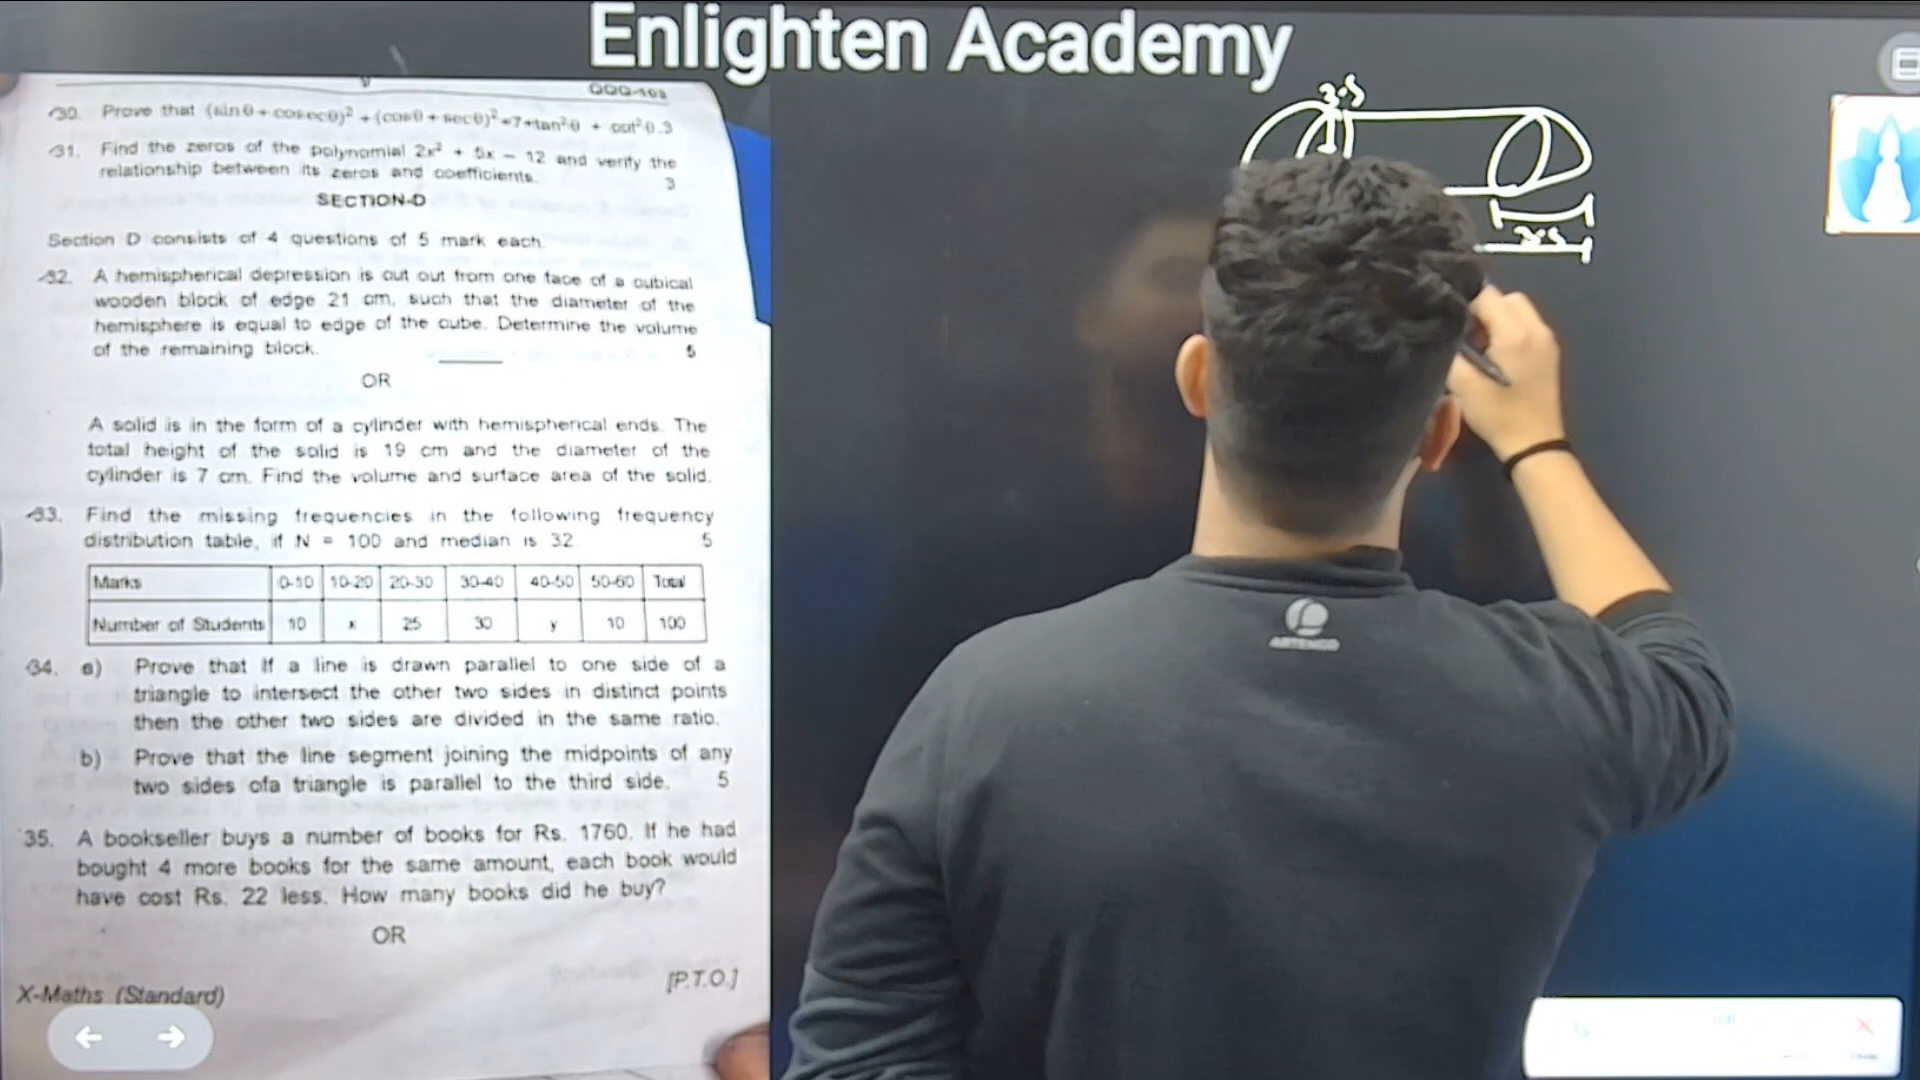 Enlighten Academy
QQQ-103
30. Prove that (sinθ + cosecθ)² + (cosθ + secθ)² = 7+tan²θ + cot²θ.3
31. Find the zeros of the polynomial 2x² + 5x - 12 and verify the
relationship between its zeros and coefficients.
3
SECTION-D
Section D consists of 4 questions of 5 mark each.
32. A hemispherical depression is cut out from one face of a cubical
wooden block of edge 21 cm, such that the diameter of the
hemisphere is equal to edge of the cube. Determine the volume
of the remaining block. 5
OR
A solid is in the form of a cylinder with hemispherical ends. The
total height of the solid is 19 cm and the diameter of the
cylinder is 7 cm. Find the volume and surface area of the solid.
33. Find the missing frequencies in the following frequency
distribution table, if N = 100 and median is 32 5
Marks 0-10 10-20 20-30 30-40 40-50 50-60 Total
Number of Students 10 x 25 30 y 10 100
34. a) Prove that If a line is drawn parallel to one side of a
triangle to intersect the other two sides in distinct points
then the other two sides are divided in the same ratio.
b) Prove that the line segment joining the midpoints of any
two sides ofa triangle is parallel to the third side. 5
35. A bookseller buys a number of books for Rs. 1760. If he had
bought 4 more books for the same amount, each book would
have cost Rs. 22 less. How many books did he buy?
OR
[P.T.O.]
X-Maths (Standard)
3.5
3.5
ARTENGO